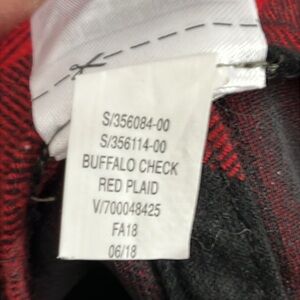 S/356084-00
S/356114-00
BUFFALO CHECK
RED PLAID
V/700048425
FA18
06/18